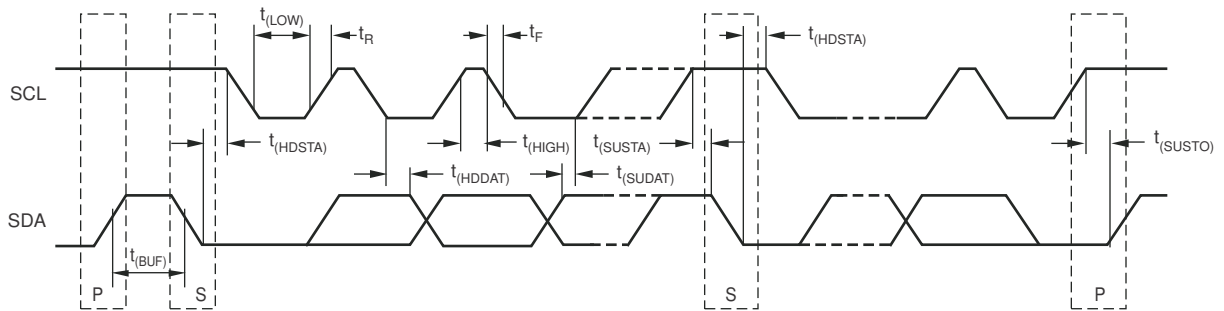 t(LOW)
tR
tF
t(HDSTA)
SCL
t(HDSTA)
t(HIGH)
t(SUSTA)
t(SUSTO)
t(HDDAT)
t(SUDAT)
SDA
t(BUF)
P
S
S
P